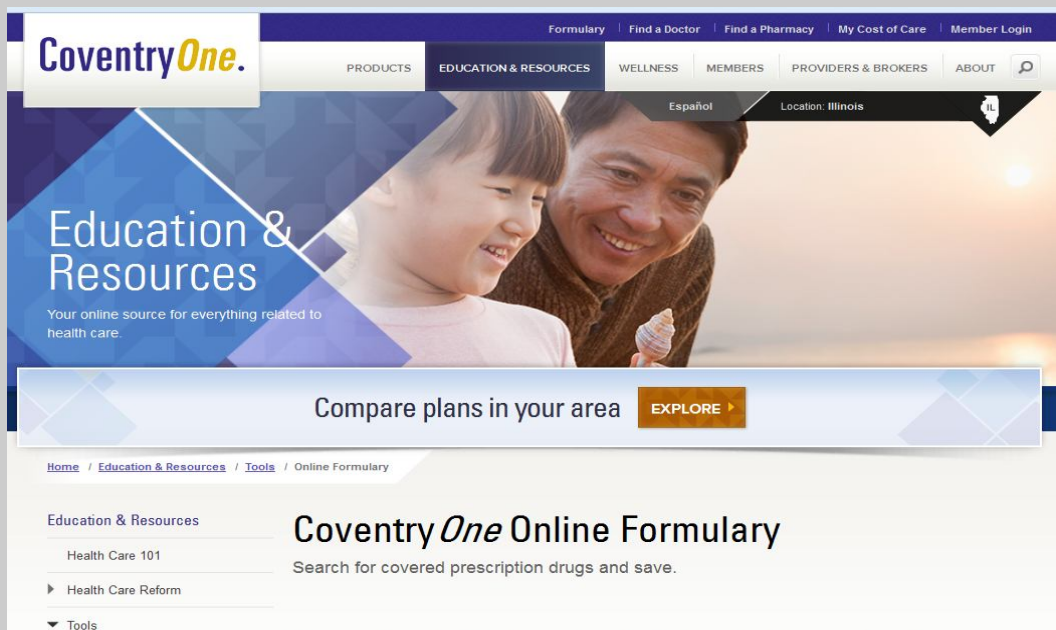 Formulary Find a Doctor Find a Pharmacy My Cost of Care Member Login
CoventryOne.
PRODUCTS EDUCATION & RESOURCES WELLNESS MEMBERS PROVIDERS & BROKERS ABOUT
Español Location: Illinois IL
Education &
Resources
Your online source for everything related to
health care.
Compare plans in your area EXPLORE
Home / Education & Resources / Tools / Online Formulary
Education & Resources
Health Care 101
Health Care Reform
Tools
CoventryOne Online Formulary
Search for covered prescription drugs and save.